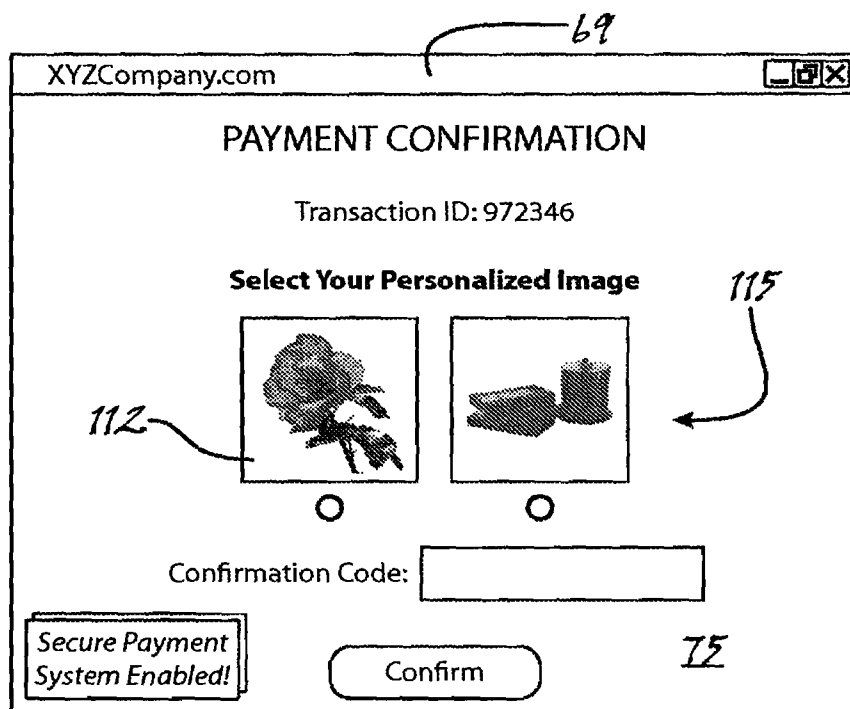 69
XYZCompany.com
PAYMENT CONFIRMATION
Transaction ID: 972346
Select Your Personalized Image
115
112
Confirmation Code:
Secure Payment
System Enabled!
Confirm
75